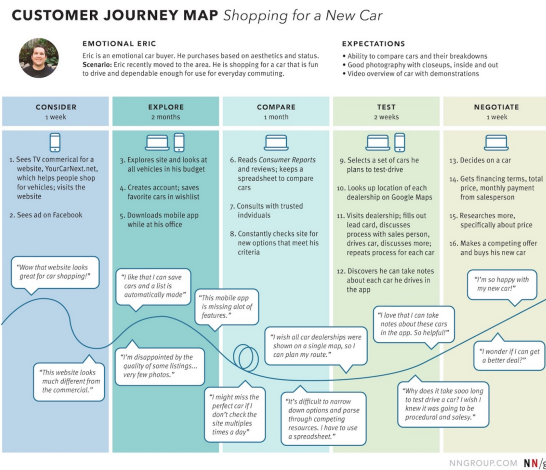 CUSTOMER JOURNEY MAP Shopping for a New Car
EMOTIONAL ERIC
Eric is an emotional car buyer. He purchases based on aesthetics and status.
Scenario: Eric recently moved to the area. He is shopping for a car that is fun
to drive and dependable enough for use for everyday commuting.
EXPECTATIONS
• Ability to compare cars and their breakdowns
• Good photography with closeups, inside and out
• Video overview of car with demonstrations
CONSIDER
1 week
1. Sees TV commerical for a
website, YourCarNext.net,
which helps people shop
for vehicles; visits the
website
2. Sees ad on Facebook
EXPLORE
2 months
3. Explores site and looks at
all vehicles in his budget
4. Creates account; saves
favorite cars in wishlist
5. Downloads mobile app
while at his office
COMPARE
1 month
6. Reads Consumer Reports
and reviews; keeps a
spreadsheet to compare
cars
7. Consults with trusted
individuals
8. Constantly checks site for
new options that meet his
criteria
TEST
2 weeks
9. Selects a set of cars he
plans to test-drive
10. Looks up location of each
dealership on Google Maps
11. Visits dealership; fills out
lead card, discusses
process with sales person,
drives car, discusses more;
repeats process for each car
12. Discovers he can take notes
about each car he drives in
the app
NEGOTIATE
1 week
13. Decides on a car
14. Gets financing terms, total
price, monthly payment
from salesperson
15. Researches more,
specifically about price
16. Makes a competing offer
and buys his new car
"Wow that website looks
great for car shopping!"
"This website looks
much different from
the commercial."
"I like that I can save
cars and a list is
automatically made"
"I'm disappointed by the
quality of some listings...
very few photos."
"This mobile app
is missing alot of
features."
"I might miss the
perfect car if I
don't check the
site multiple
times a day"
"I wish all car dealerships were
shown on a single map, so I
can plan my route."
"It's difficult to narrow
down options and parse
through competing
resources. I have to use
a spreadsheet."
"I love that I can take
notes about these cars
in the app. So helpful!"
"Why does it take sooo long
to test drive a car? I wish I
knew it was going to be
procedural and salesy."
"I'm so happy with
my new car!"
"I wonder if I can get
a better deal?"
NNGROUP.COM NN/g